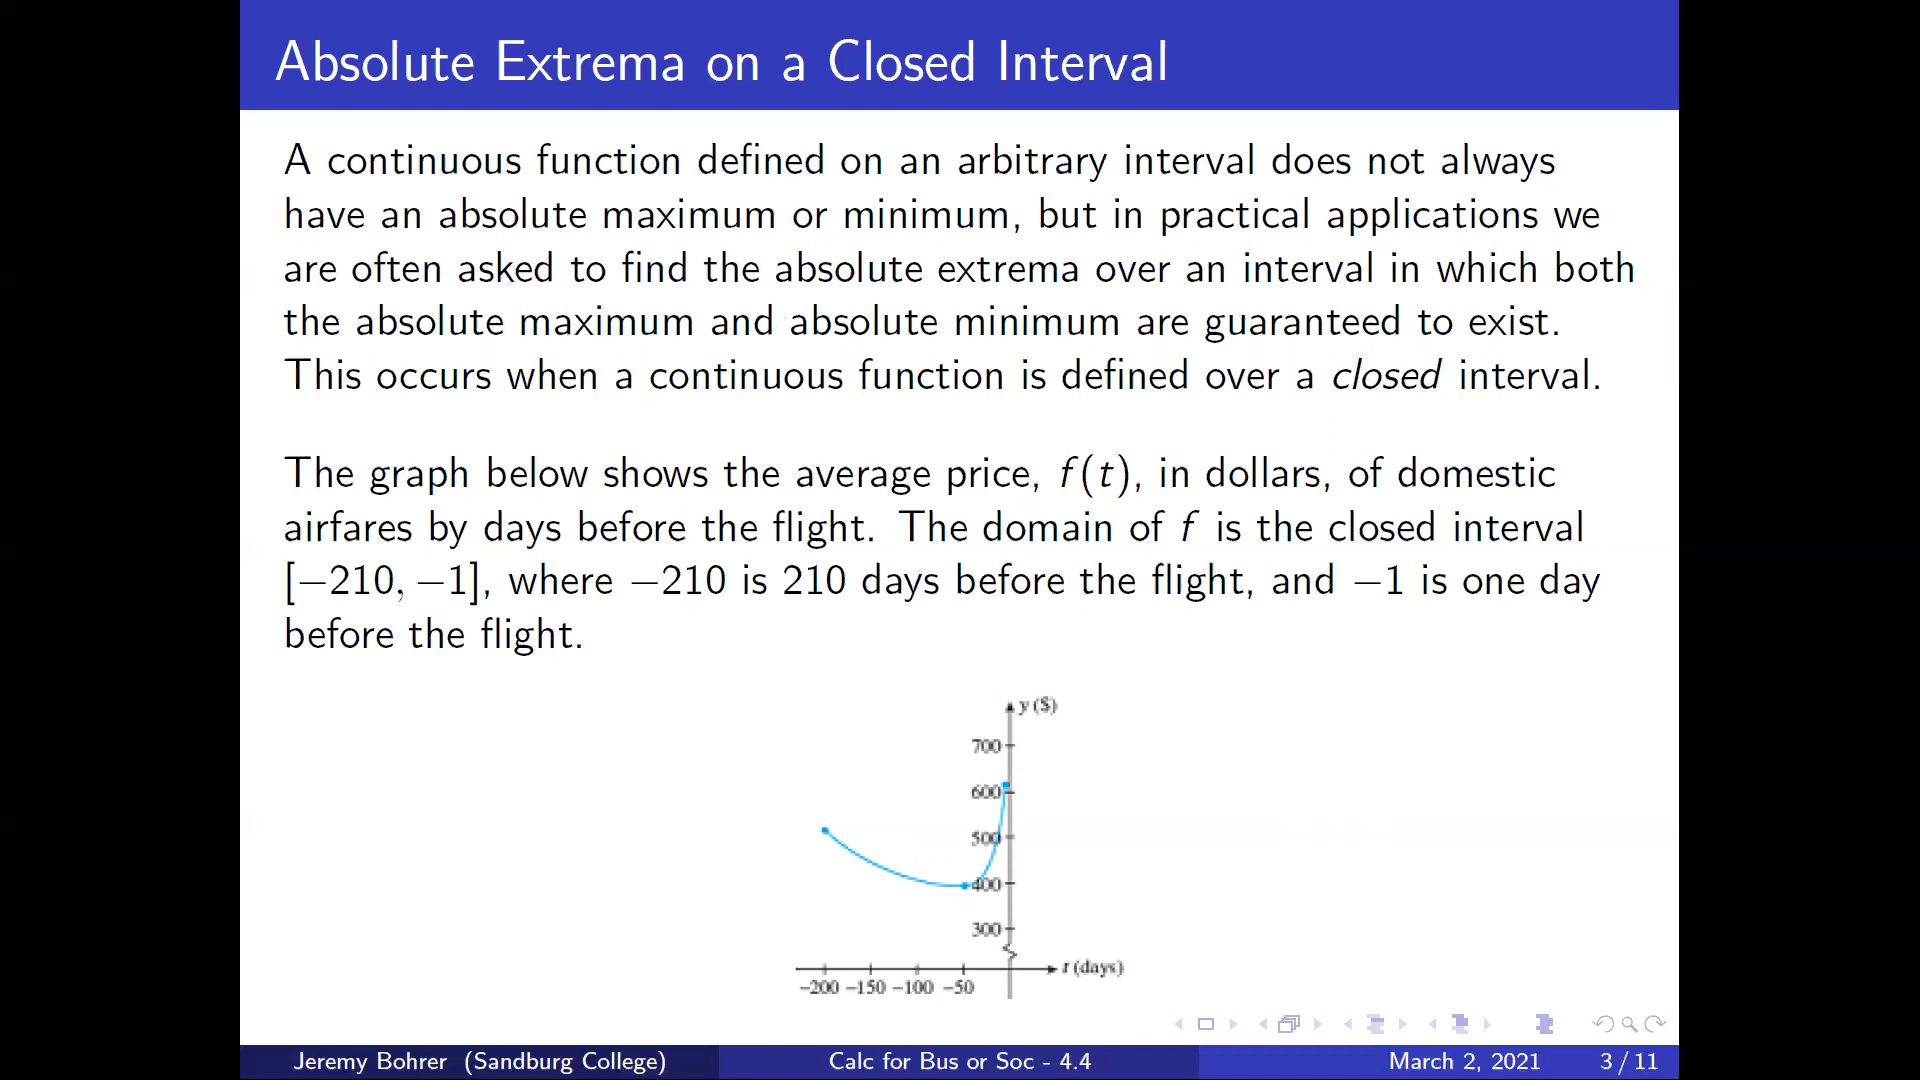 Absolute Extrema on a Closed Interval
A continuous function defined on an arbitrary interval does not always
have an absolute maximum or minimum, but in practical applications we
are often asked to find the absolute extrema over an interval in which both
the absolute maximum and absolute minimum are guaranteed to exist.
This occurs when a continuous function is defined over a closed interval.
The graph below shows the average price, f(t), in dollars, of domestic
airfares by days before the flight. The domain of f is the closed interval
[−210, −1], where −210 is 210 days before the flight, and −1 is one day
before the flight.
y ($)
700
600
500
400
300
t (days)
−200 −150 −100 −50
Jeremy Bohrer (Sandburg College) Calc for Bus or Soc - 4.4 March 2, 2021 3 / 11